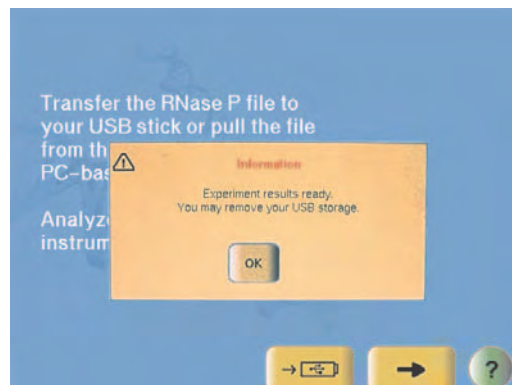 Transfer the RNase P file to
your USB stick or pull the file
from th
PC-bas
Information
Experiment results ready.
You may remove your USB storage.
Analyz
instrum
OK
?